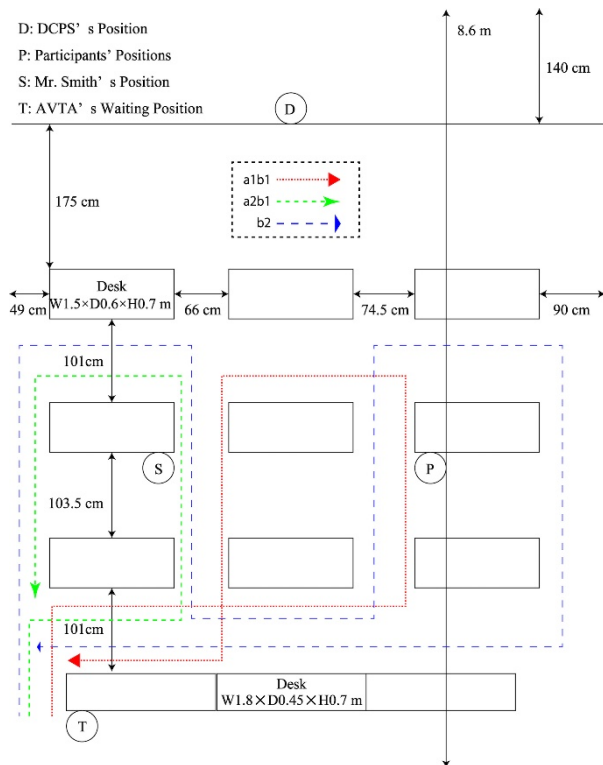 D: DCPS’ s Position
P: Participants’ Positions
S: Mr. Smith’ s Position
T: AVTA’ s Waiting Position
8.6 m
140 cm
D
175 cm
a1b1
a2b1
b2
Desk
W1.5×D0.6×H0.7 m
49 cm
66 cm
74.5 cm
90 cm
101cm
S
P
103.5 cm
101cm
Desk
W1.8×D0.45×H0.7 m
T